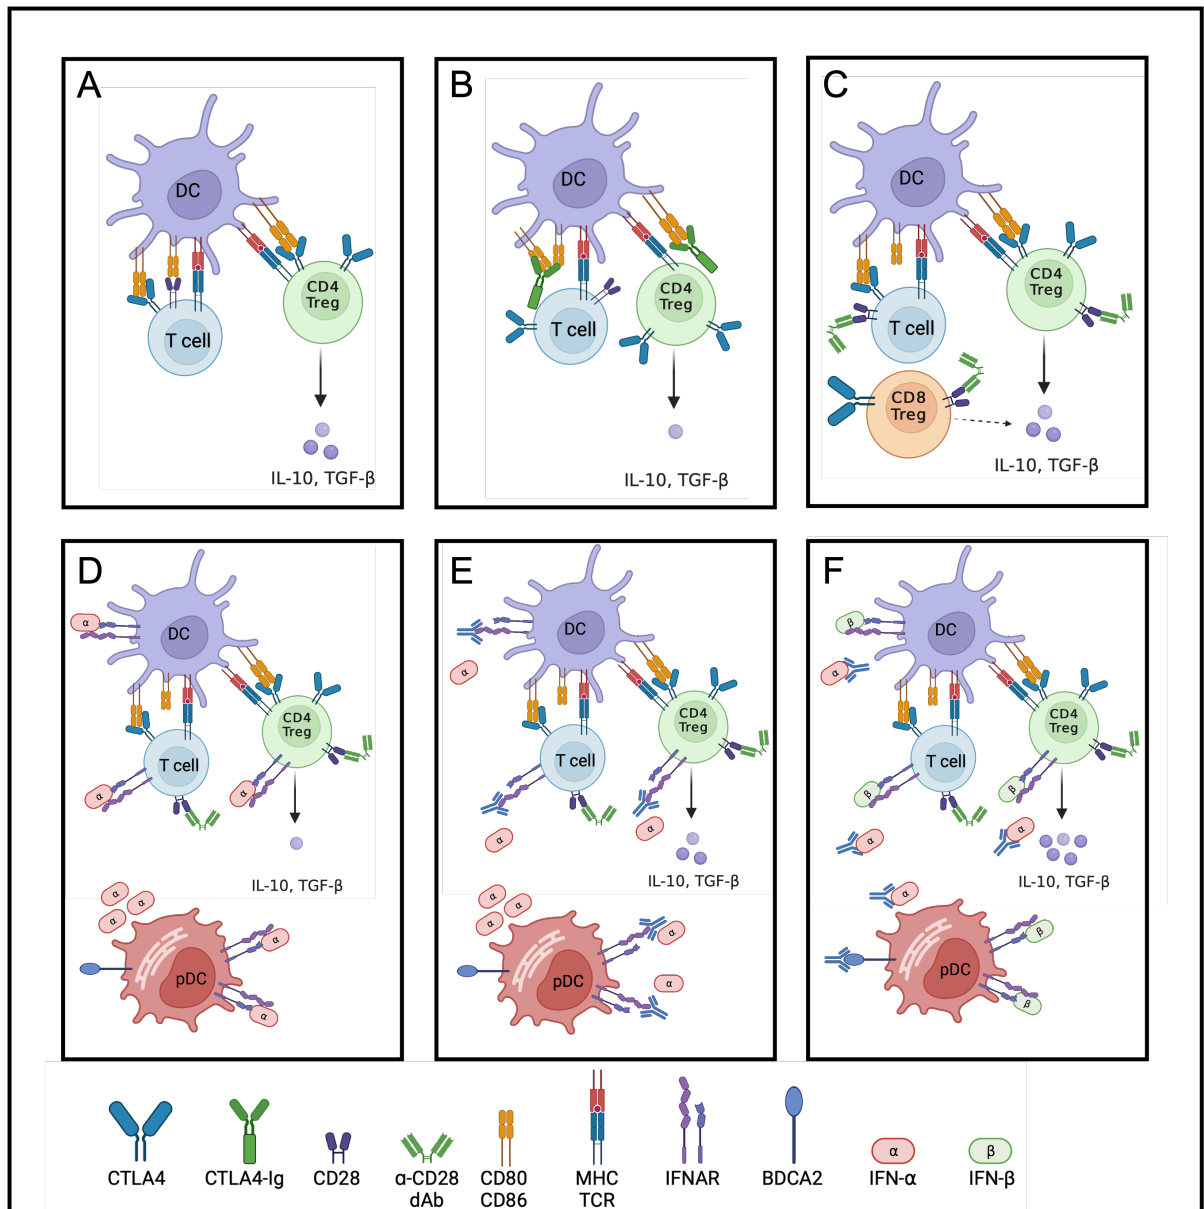 A
DC
T cell
CD4
Treg
IL-10, TGF-β
B
DC
T cell
CD4
Treg
IL-10, TGF-β
C
DC
T cell
CD4
Treg
CD8
Treg
IL-10, TGF-β
D
α
DC
CD4
Treg
T cell
α
α
IL-10, TGF-β
α
α
α
α
pDC
α
E
DC
α
CD4
Treg
T cell
α
α
IL-10, TGF-β
α
α
α
α
pDC
α
F
β
DC
α
CD4
Treg
T cell
β
β
α
α
IL-10, TGF-β
α
β
pDC
β
α
β
CTLA4
CTLA4-Ig
CD28
α-CD28
dAb
CD80
CD86
MHC
TCR
IFNAR
BDCA2
IFN-α
IFN-β